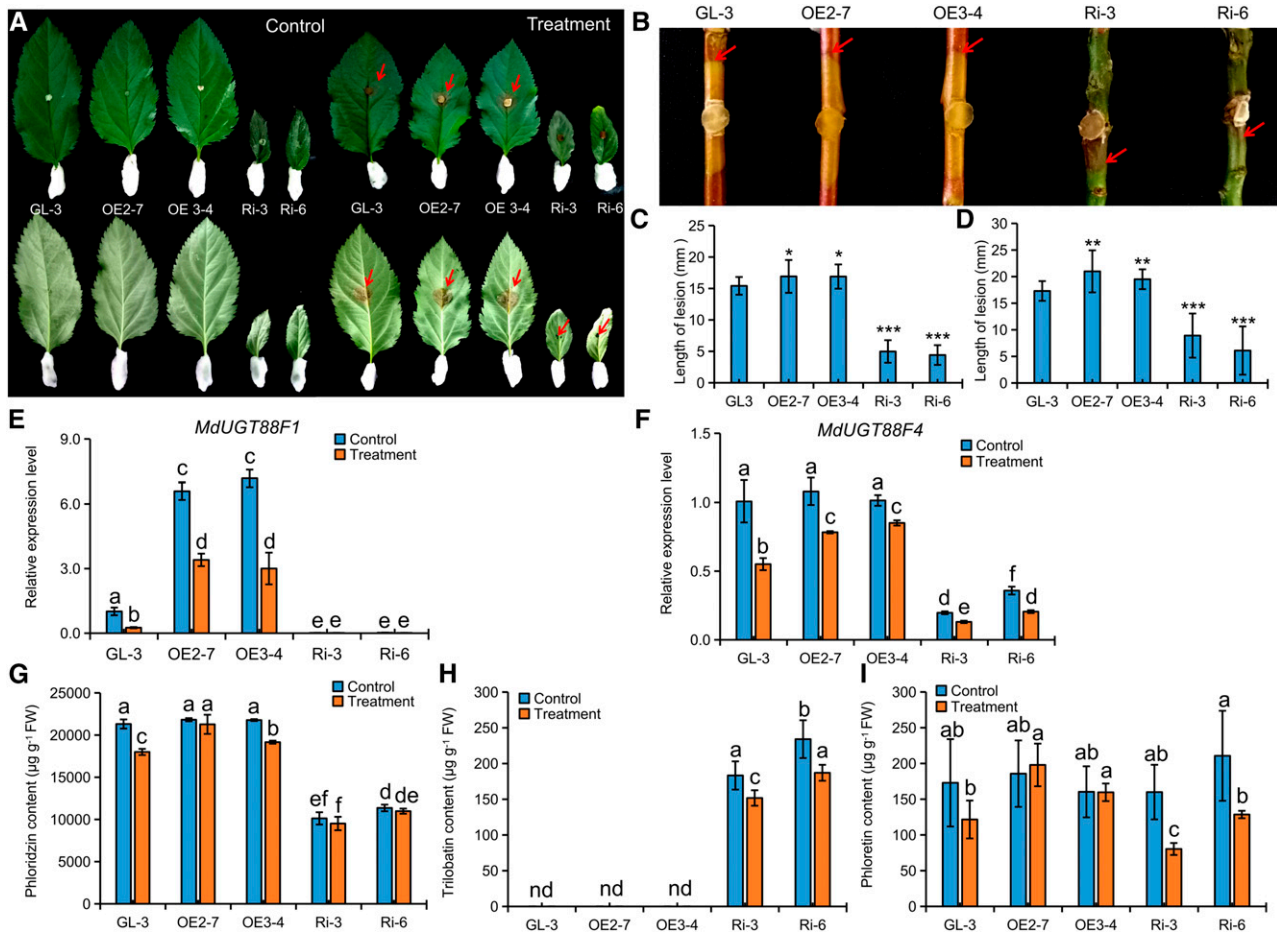 A
Control
Treatment
GL-3 OE2-7 OE 3-4 Ri-3 Ri-6 GL-3 OE2-7 OE 3-4 Ri-3 Ri-6
B
GL-3 OE2-7 OE3-4 Ri-3 Ri-6
C
Length of lesion (mm )
25
20
15
10
5
0
* * *** ***
GL3 OE2-7 OE3-4 Ri-3 Ri-6
D
Length of lesion (mm)
30
25
20
15
10
5
0
** ** *** ***
GL-3 OE2-7 OE3-4 Ri-3 Ri-6
E
MdUGT88F1
Control
Treatment
Relative expression level
9.0
6.0
3.0
0.0
a b c d c d e e e e
GL-3 OE2-7 OE3-4 Ri-3 Ri-6
F
MdUGT88F4
Control
Treatment
Relative expression level
1.5
1.0
0.5
0.0
a b a c a c d e f d
GL-3 OE2-7 OE3-4 Ri-3 Ri-6
G
Control
Treatment
Phloridzin content (µg g⁻¹ FW)
25000
20000
15000
10000
5000
0
a c a a a b ef f d de
GL-3 OE2-7 OE3-4 Ri-3 Ri-6
H
Control
Treatment
Trilobatin content (µg g⁻¹ FW)
300
250
200
150
100
50
0
nd nd nd a c b a
GL-3 OE2-7 OE3-4 Ri-3 Ri-6
I
Control
Treatment
Phloretin content (µg g⁻¹ FW)
300
250
200
150
100
50
0
ab b ab a ab a ab c a b
GL-3 OE2-7 OE3-4 Ri-3 Ri-6